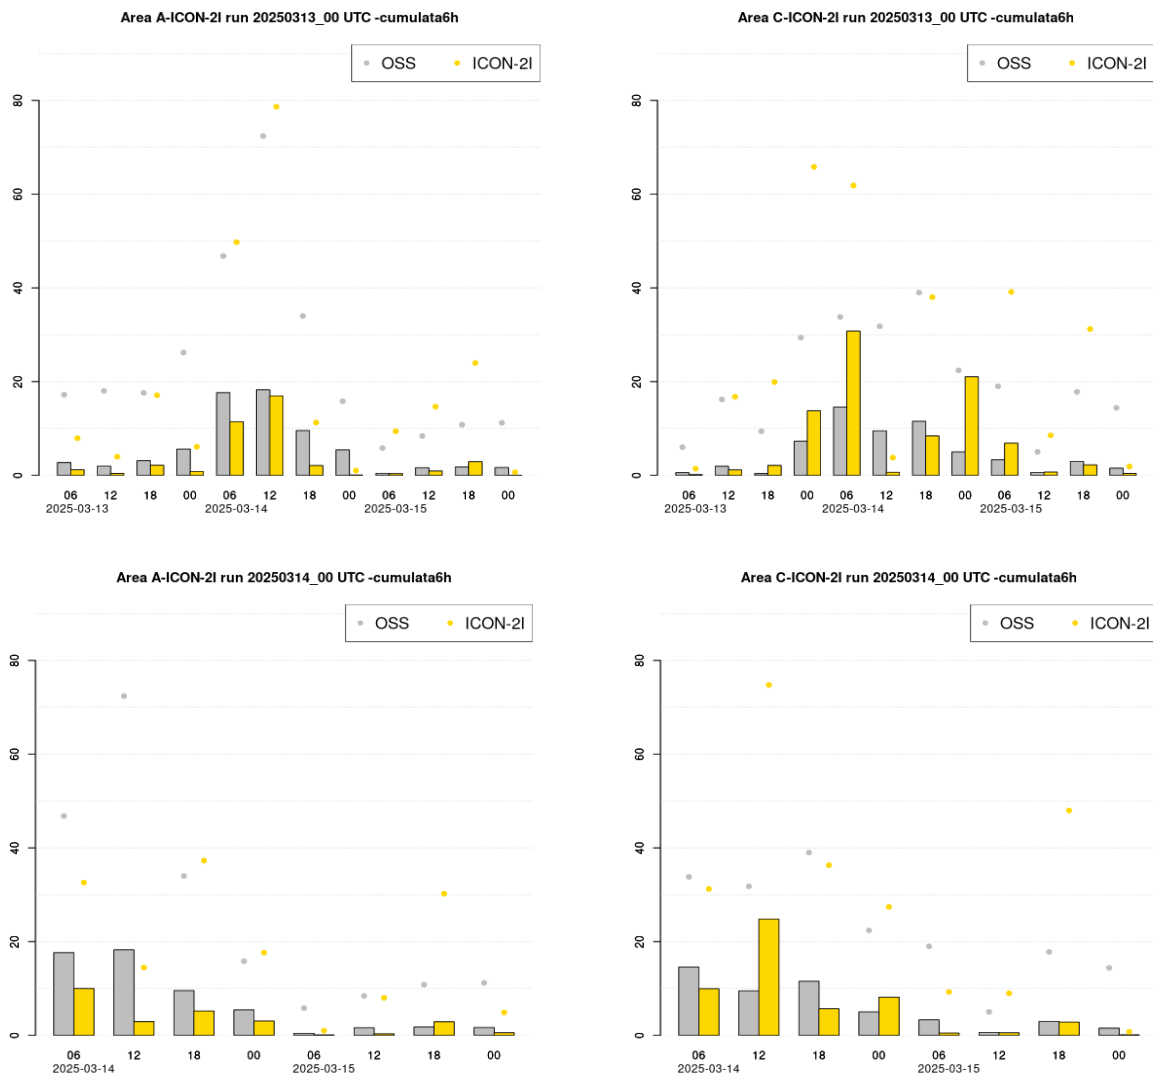 Area A-ICON-2I run 20250313_00 UTC -cumulata6h
OSS ICON-2I
80
60
40
20
0
06 12 18 00 06 12 18 00 06 12 18 00
2025-03-13 2025-03-14 2025-03-15
Area C-ICON-2I run 20250313_00 UTC -cumulata6h
OSS ICON-2I
80
60
40
20
0
06 12 18 00 06 12 18 00 06 12 18 00
2025-03-13 2025-03-14 2025-03-15
Area A-ICON-2I run 20250314_00 UTC -cumulata6h
OSS ICON-2I
80
60
40
20
0
06 12 18 00 06 12 18 00
2025-03-14 2025-03-15
Area C-ICON-2I run 20250314_00 UTC -cumulata6h
OSS ICON-2I
80
60
40
20
0
06 12 18 00 06 12 18 00
2025-03-14 2025-03-15